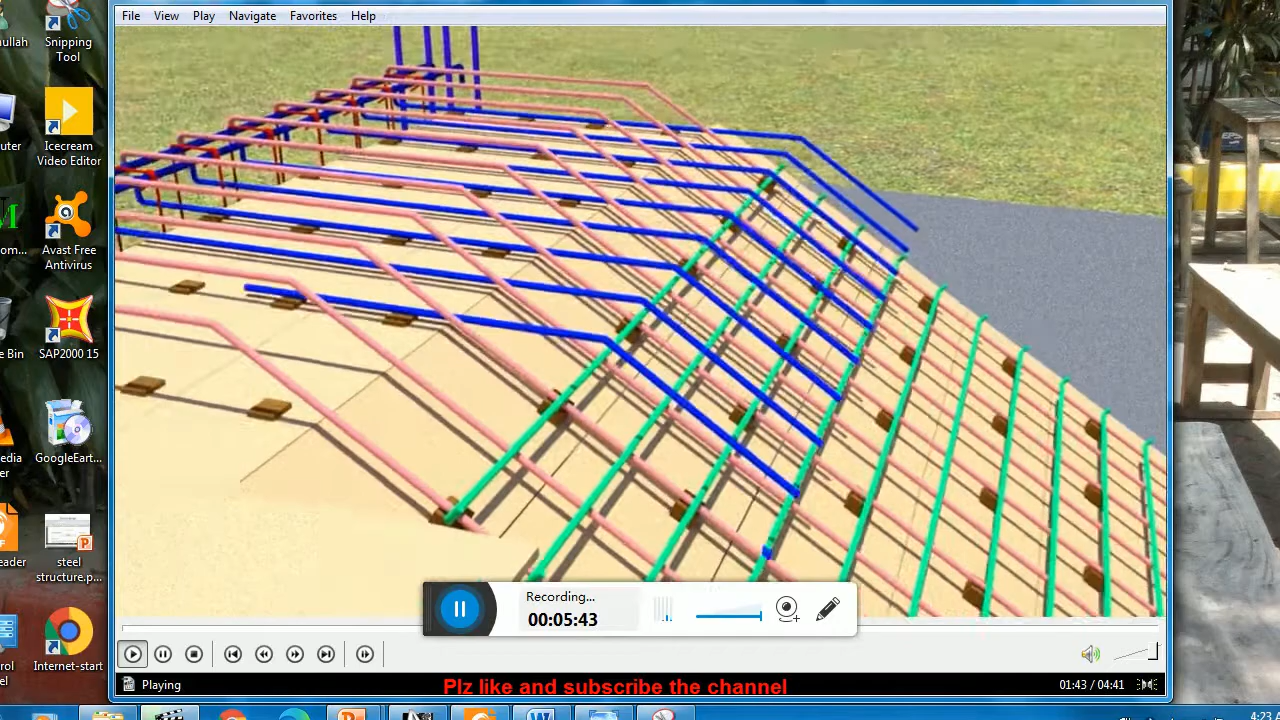 File View Play Navigate Favorites Help
Snipping
Tool
Icecream
Video Editor
Avast Free
Antivirus
SAP2000 15
GoogleEart...
steel
structure.p...
Internet-start
Recording...
00:05:43
Playing
Plz like and subscribe the channel
01:43 / 04:41